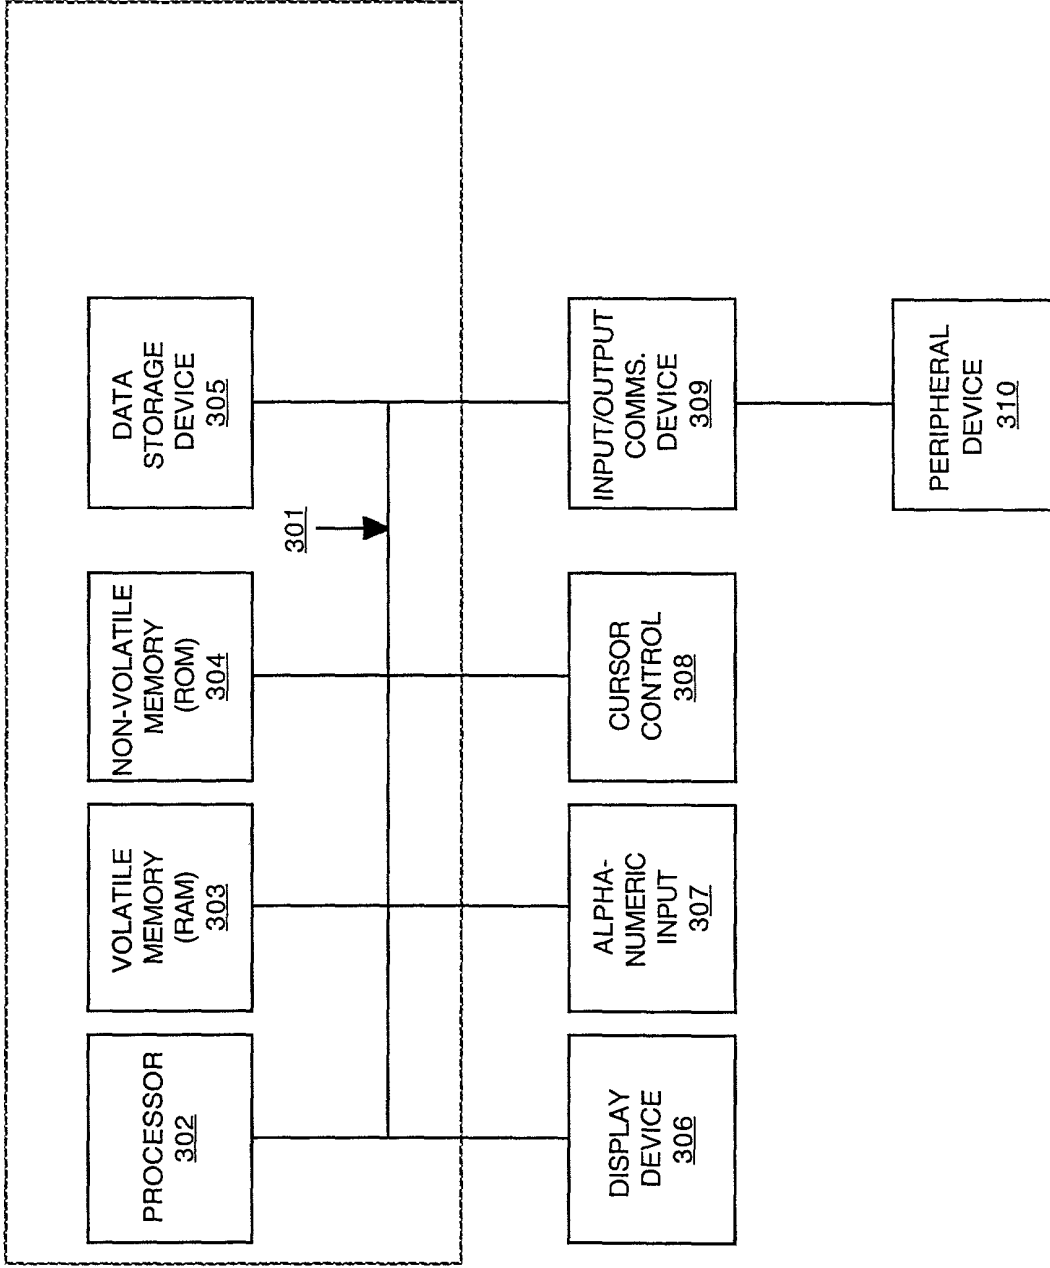 PROCESSOR
302
VOLATILE
MEMORY
(RAM)
303
NON-VOLATILE
MEMORY
(ROM)
304
DATA
STORAGE
DEVICE
305
301
DISPLAY
DEVICE
306
ALPHA-
NUMERIC
INPUT
307
CURSOR
CONTROL
308
INPUT/OUTPUT
COMMS.
DEVICE
309
PERIPHERAL
DEVICE
310